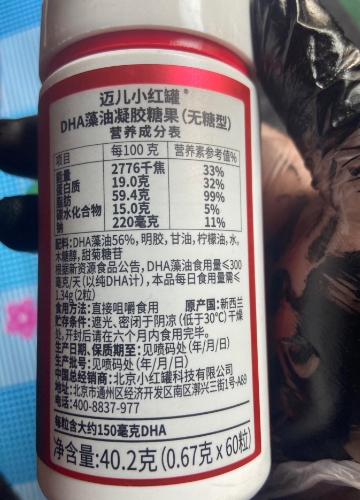 迈儿小红罐®
DHA藻油凝胶糖果(无糖型)
营养成分表
项目 每100 克 营养素参考值%
能量 2776千焦 33%
蛋白质 19.0克 32%
脂肪 59.4克 99%
碳水化合物 15.0克 5%
钠 220毫克 11%
配料:DHA藻油56%, 明胶, 甘油, 柠檬油, 水,
木糖醇, 甜菊糖苷
根据新资源食品公告, DHA藻油食用量≤300
毫克/天 (以纯DHA计), 本品每日食用量需≤
1.34g (2粒)
食用方法: 直接咀嚼食用 原产国: 新西兰
贮存条件: 遮光、密闭于阴凉 (低于30℃) 干燥
处, 开封后请在六个月内食用完毕。
生产日期、保质期至: 见喷码处 (年/月/日)
生产批号: 见喷码处 (年/月/日)
中国总经销商: 北京小红罐科技有限公司
地址: 北京市通州区经济开发区南区漷兴三街1号-A69
电话: 400-8837-977
每粒含大约150毫克DHA
净含量: 40.2克 (0.67克 x 60粒)